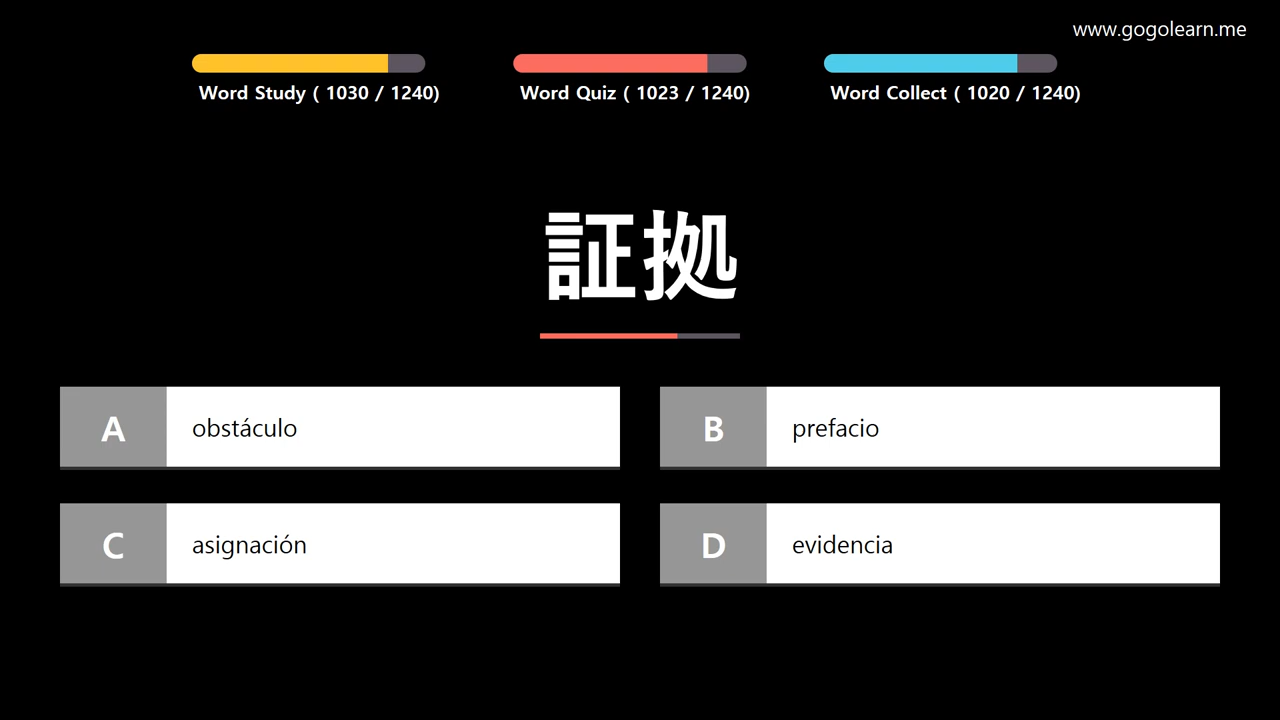 www.gogolearn.me
Word Study ( 1030 / 1240)
Word Quiz ( 1023 / 1240)
Word Collect ( 1020 / 1240)
証拠
A obstáculo
B prefacio
C asignación
D evidencia